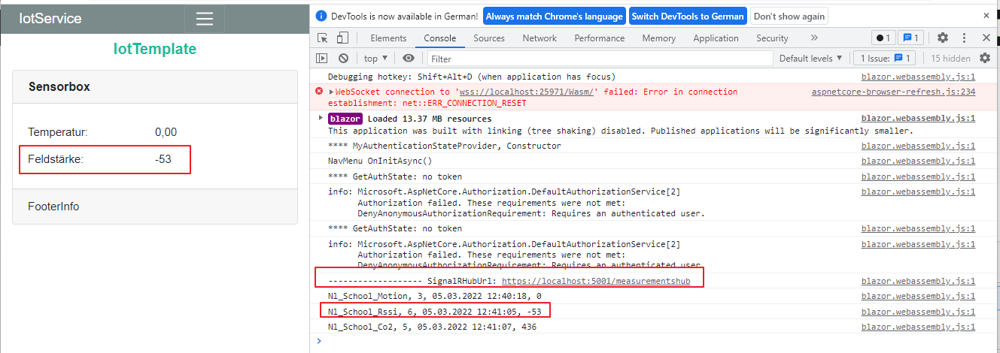 IotService
IotTemplate
Sensorbox
Temperatur: 0,00
Feldstärke: -53
FooterInfo
DevTools is now available in German! Always match Chrome's language Switch DevTools to German Don't show again
Elements Console Sources Network Performance Memory Application Security » 1 1
top Filter Default levels 1 Issue: 1 15 hidden
Debugging hotkey: Shift+Alt+D (when application has focus) blazor.webassembly.js:1
WebSocket connection to 'wss://localhost:25971/Wasm/' failed: Error in connection aspnetcore-browser-refresh.js:234
establishment: net::ERR_CONNECTION_RESET
blazor Loaded 13.37 MB resources blazor.webassembly.js:1
This application was built with linking (tree shaking) disabled. Published applications will be significantly smaller.
**** MyAuthenticationStateProvider, Constructor blazor.webassembly.js:1
NavMenu OnInitAsync() blazor.webassembly.js:1
**** GetAuthState: no token blazor.webassembly.js:1
info: Microsoft.AspNetCore.Authorization.DefaultAuthorizationService[2] blazor.webassembly.js:1
Authorization failed. These requirements were not met:
DenyAnonymousAuthorizationRequirement: Requires an authenticated user.
**** GetAuthState: no token blazor.webassembly.js:1
info: Microsoft.AspNetCore.Authorization.DefaultAuthorizationService[2] blazor.webassembly.js:1
Authorization failed. These requirements were not met:
DenyAnonymousAuthorizationRequirement: Requires an authenticated user
------------------- SignalRHubUrl: https://localhost:5001/measurementshub blazor.webassembly.js:1
Nl_School_Motion, 3, 05.03.2022 12:40:18, 0 blazor.webassembly.js:1
Nl_School_Rssi, 6, 05.03.2022 12:41:05, -53 blazor.webassembly.js:1
Nl_School_Co2, 5, 05.03.2022 12:41:07, 436 blazor.webassembly.js:1